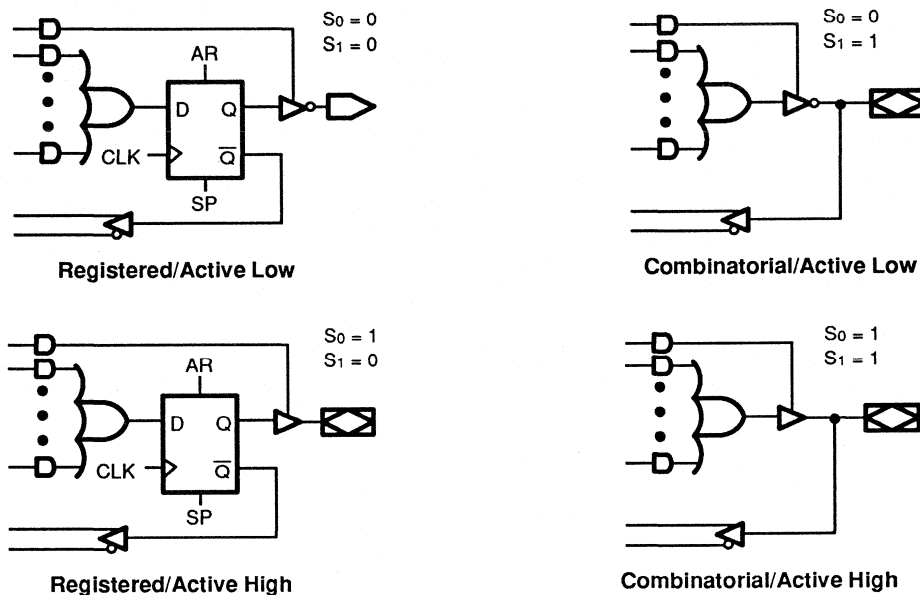 S0 = 0
S1 = 0
AR
D Q
CLK Q̅
SP
Registered/Active Low
S0 = 0
S1 = 1
Combinatorial/Active Low
S0 = 1
S1 = 0
AR
D Q
CLK Q̅
SP
Registered/Active High
S0 = 1
S1 = 1
Combinatorial/Active High